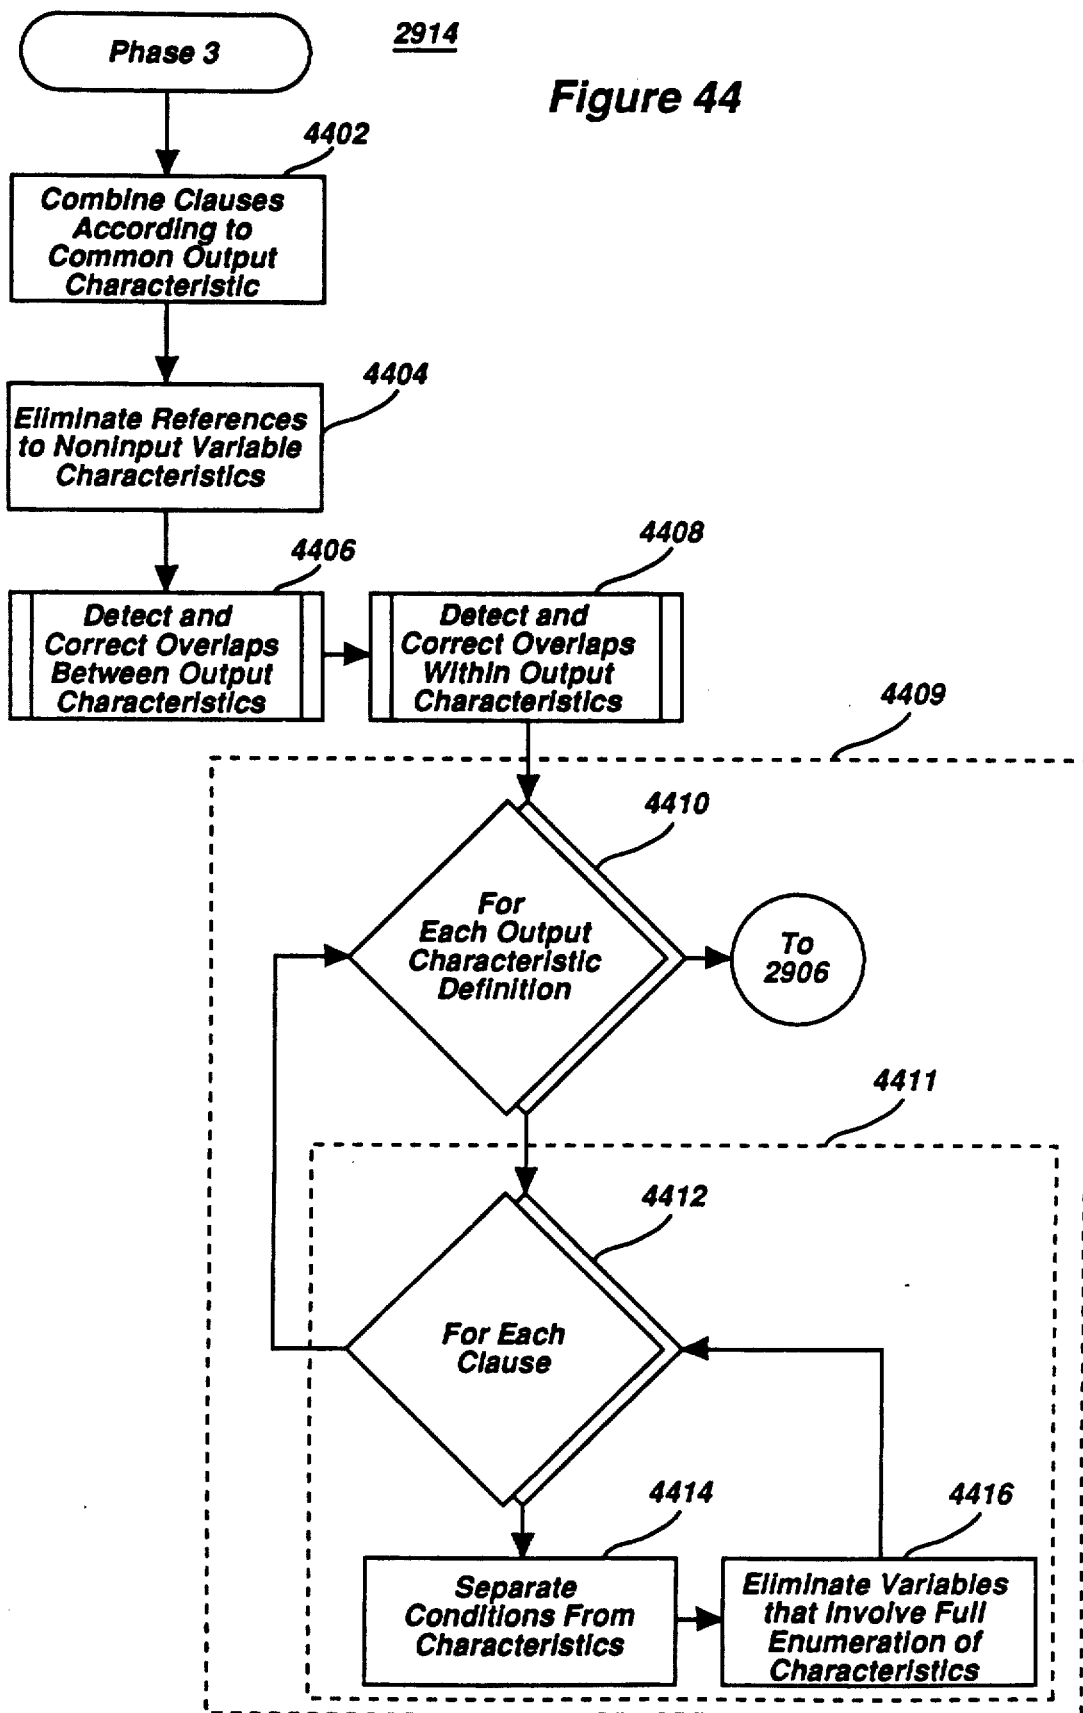 Phase 3
2914
Figure 44
4402
Combine Clauses
According to
Common Output
Characteristic
4404
Eliminate References
to Noninput Variable
Characteristics
4406
Detect and
Correct Overlaps
Between Output
Characteristics
4408
Detect and
Correct Overlaps
Within Output
Characteristics
4409
4410
For
Each Output
Characteristic
Definition
To
2906
4411
4412
For Each
Clause
4414
Separate
Conditions From
Characteristics
4416
Eliminate Variables
that Involve Full
Enumeration of
Characteristics